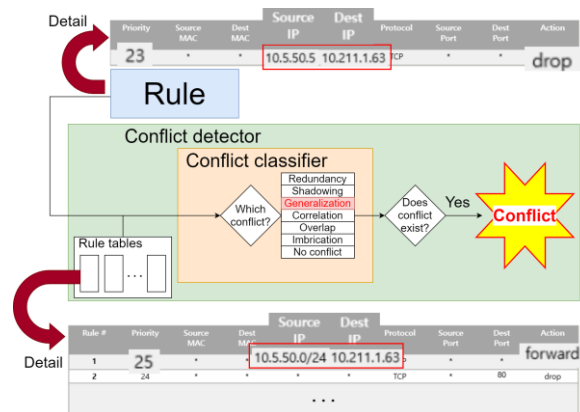 Detail
Priority Source MAC Dest MAC Source IP Dest IP Protocol Source Port Dest Port Action
23 * * 10.5.50.5 10.211.1.63 TCP * * drop
Rule
Conflict detector
Conflict classifier
Which conflict?
Redundancy
Shadowing
Generalization
Correlation
Overlap
Imbrication
No conflict
Does conflict exist?
Yes
Conflict
Rule tables
...
Detail
Rule # Priority Source MAC Dest MAC Source IP Dest IP Protocol Source Port Dest Port Action
1 25 * * 10.5.50.0/24 10.211.1.63 * * forward
2 24 * * * * TCP * 80 drop
...